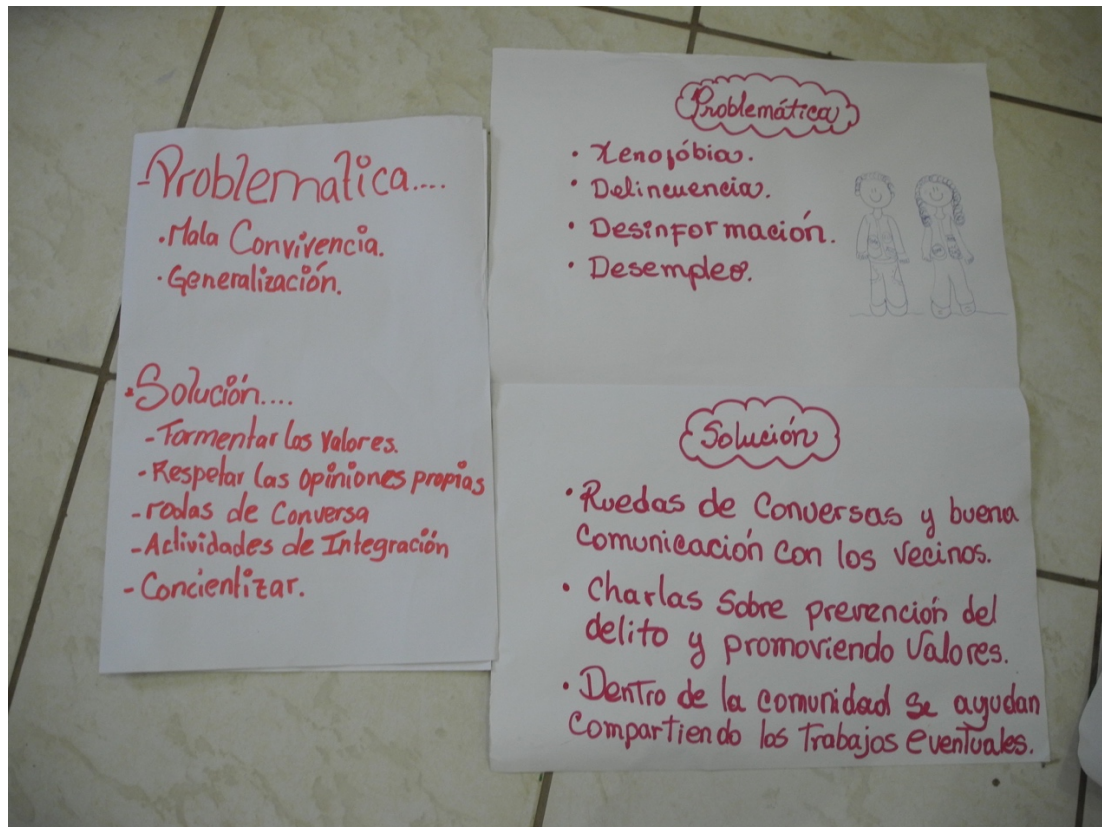 -Problematica....
•Mala Convivencia.
•Generalización.
•Solución....
-Formentar los valores.
-Respetar las opiniones propias
-rodas de Conversa
-Actividades de Integración
-Concientizar.
Problemática
• Xenofóbia.
• Delincuencia.
• Desinformación.
• Desempleo.
Solución
• Ruedas de Conversas y buena
Comunicación con los vecinos.
• Charlas Sobre prevención del
delito y promoviendo Valores.
• Dentro de la comunidad se ayudan
Compartiendo los Trabajos eventuales.